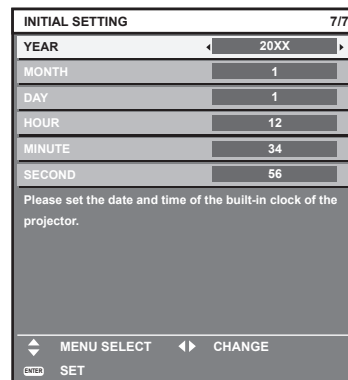 INITIAL SETTING 7/7
YEAR 20XX
MONTH 1
DAY 1
HOUR 12
MINUTE 34
SECOND 56
Please set the date and time of the built-in clock of the
projector.
MENU SELECT CHANGE
ENTER SET